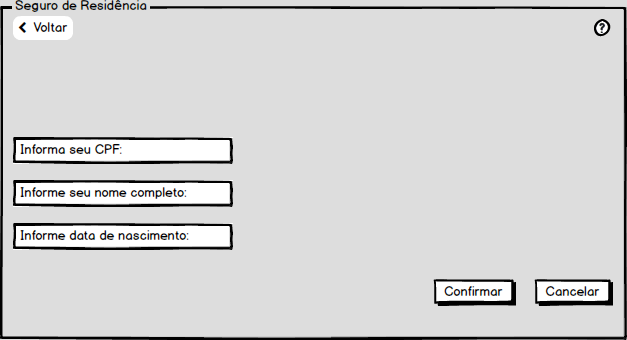 Seguro de Residência
Voltar
Informa seu CPF:
Informe seu nome completo:
Informe data de nascimento:
Confirmar Cancelar